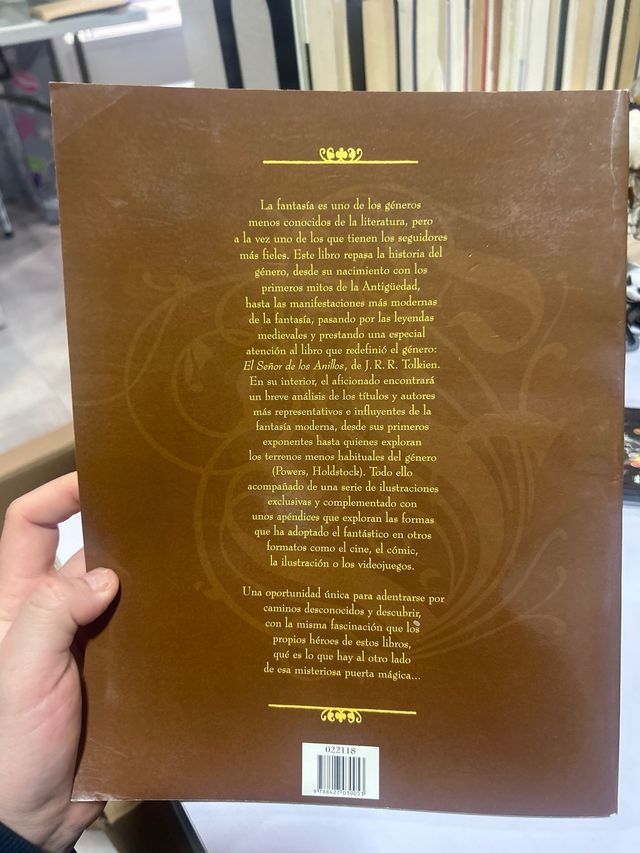 La fantasía es uno de los géneros
menos conocidos de la literatura, pero
a la vez uno de los que tienen los seguidores
más fieles. Este libro repasa la historia del
género, desde su nacimiento con los
primeros mitos de la Antigüedad,
hasta las manifestaciones más modernas
de la fantasía, pasando por las leyendas
medievales y prestando una especial
atención al libro que redefinió el género:
El Señor de los Anillos, de J. R. R. Tolkien.
En su interior, el aficionado encontrará
un breve análisis de los títulos y autores
más representativos e influyentes de la
fantasía moderna, desde sus primeros
exponentes hasta quienes exploran
los terrenos menos habituales del género
(Powers, Holdstock). Todo ello
acompañado de una serie de ilustraciones
exclusivas y complementado con
unos apéndices que exploran las formas
que ha adoptado el fantástico en otros
formatos como el cine, el cómic,
la ilustración o los videojuegos.
Una oportunidad única para adentrarse por
caminos desconocidos y descubrir,
con la misma fascinación que los
propios héroes de estos libros,
qué es lo que hay al otro lado
de esa misteriosa puerta mágica...
022118
9788427030053